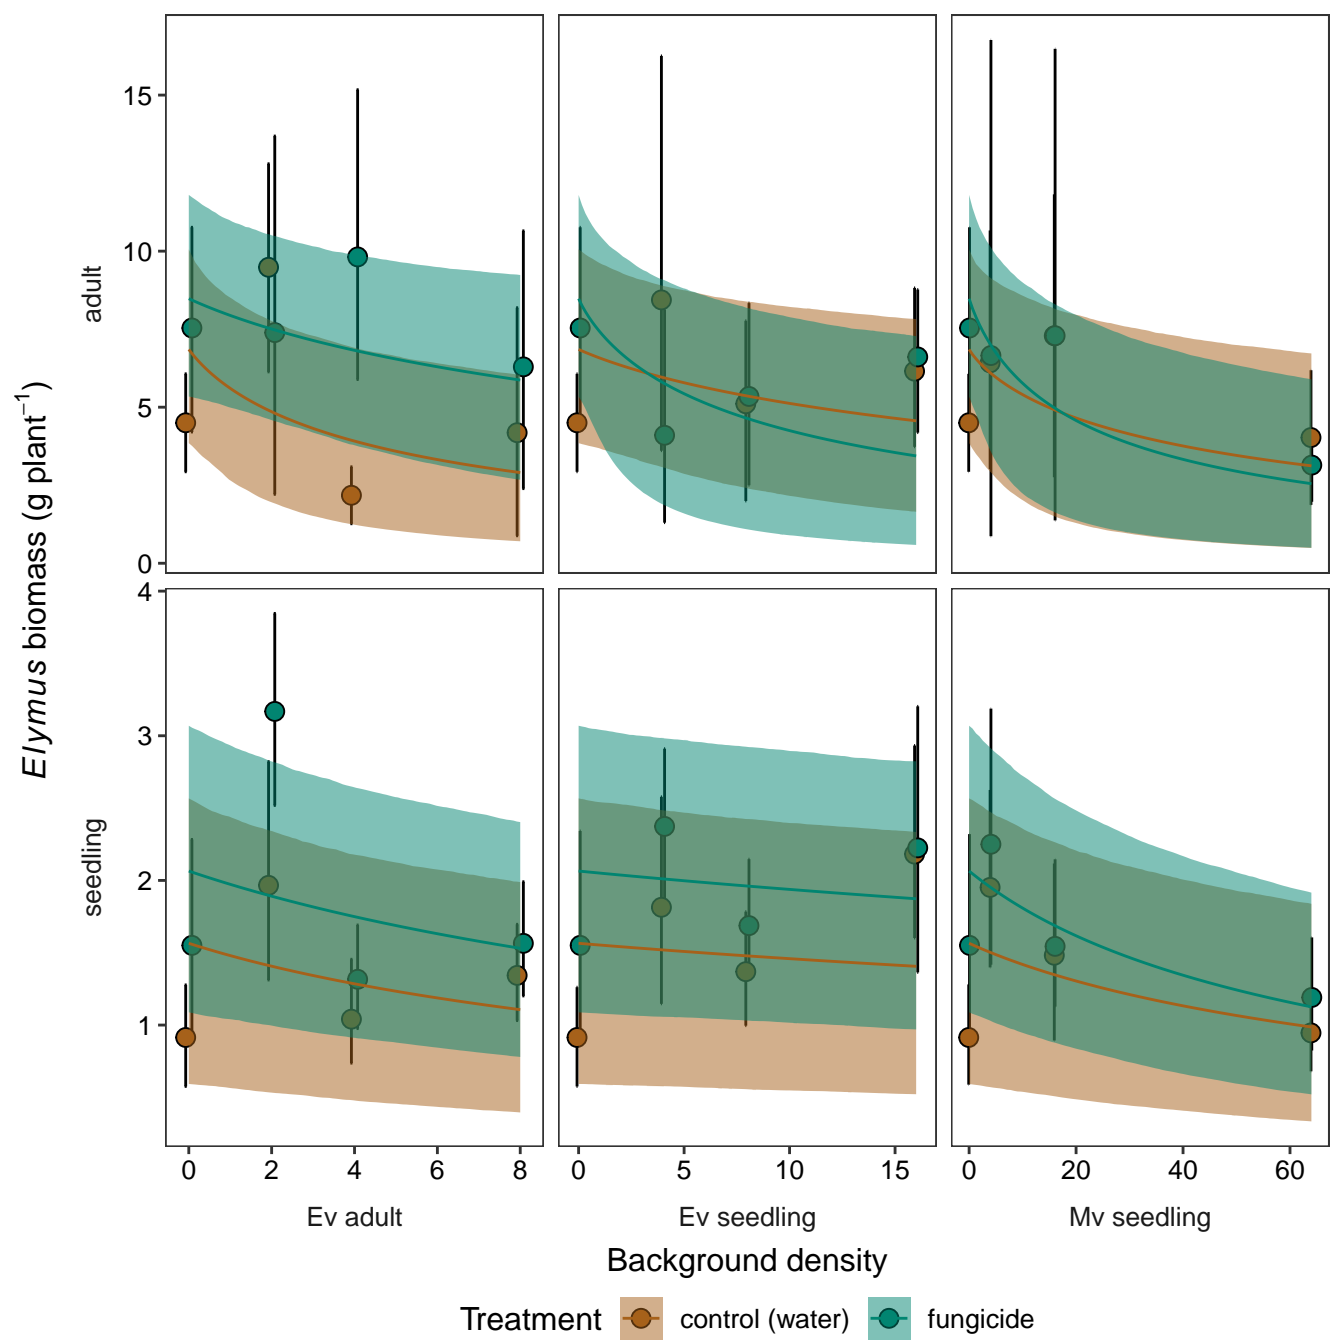 Elymus biomass (g plant⁻¹)
adult
15
10
5
0
seedling
4
3
2
1
0 2 4 6 8
0 5 10 15
0 20 40 60
Ev adult Ev seedling Mv seedling
Background density
Treatment control (water) fungicide